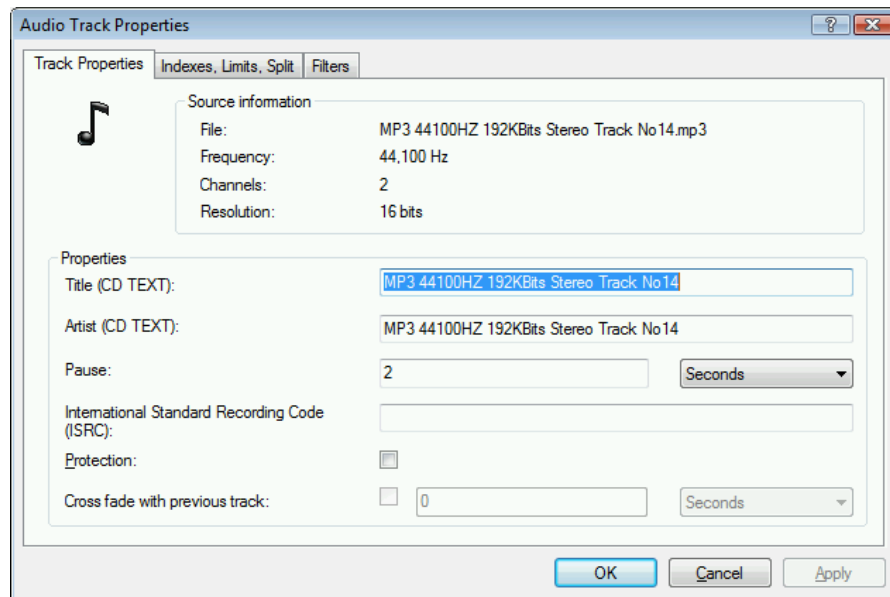 Audio Track Properties
Track Properties Indexes, Limits, Split Filters
Source information
File: MP3 44100HZ 192KBits Stereo Track No14.mp3
Frequency: 44,100 Hz
Channels: 2
Resolution: 16 bits
Properties
Title (CD TEXT): MP3 44100HZ 192KBits Stereo Track No14
Artist (CD TEXT): MP3 44100HZ 192KBits Stereo Track No14
Pause: 2 Seconds
International Standard Recording Code
(ISRC):
Protection:
Cross fade with previous track: 0 Seconds
OK Cancel Apply